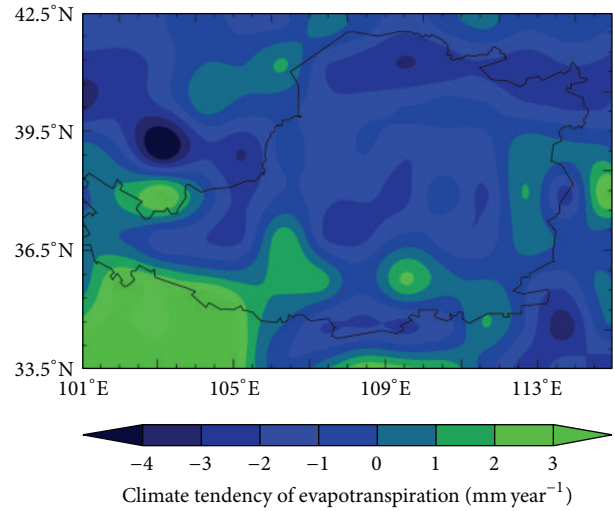 42.5°N
39.5°N
36.5°N
33.5°N
101°E 105°E 109°E 113°E
−4 −3 −2 −1 0 1 2 3
Climate tendency of evapotranspiration (mm year⁻¹)